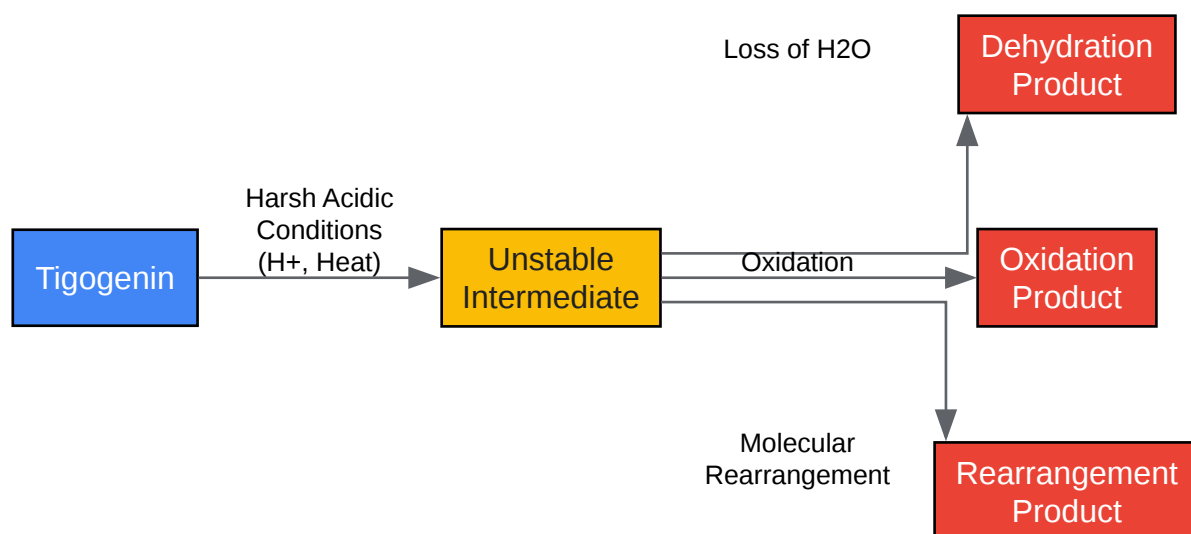 Tigogenin
Harsh Acidic
Conditions
(H+, Heat)
Unstable
Intermediate
Loss of H2O
Dehydration
Product
Oxidation
Oxidation
Product
Molecular
Rearrangement
Rearrangement
Product